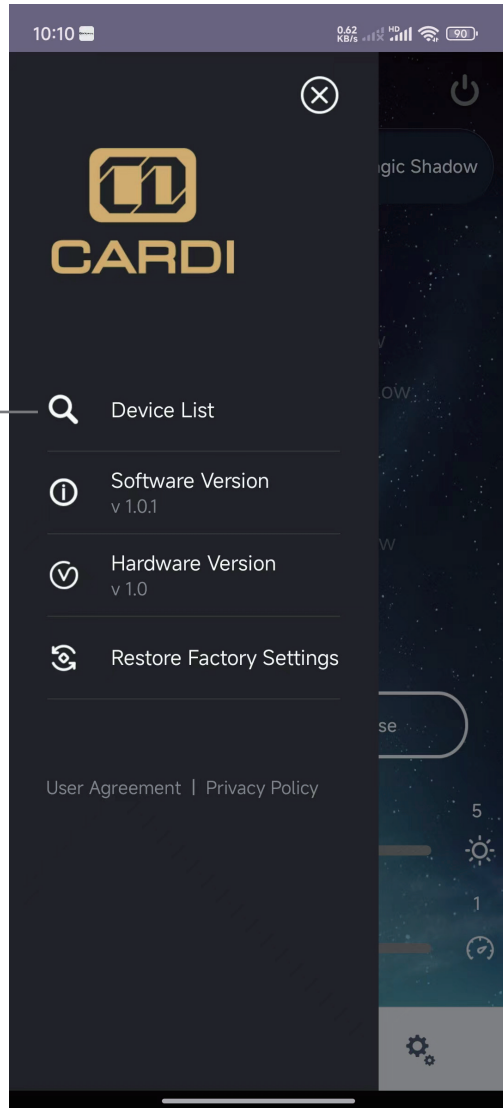 10:10
0.62
KB/s
HD
90
gic Shadow
CARDI
Device List
Software Version
v 1.0.1
Hardware Version
v 1.0
Restore Factory Settings
se
User Agreement | Privacy Policy
5
1